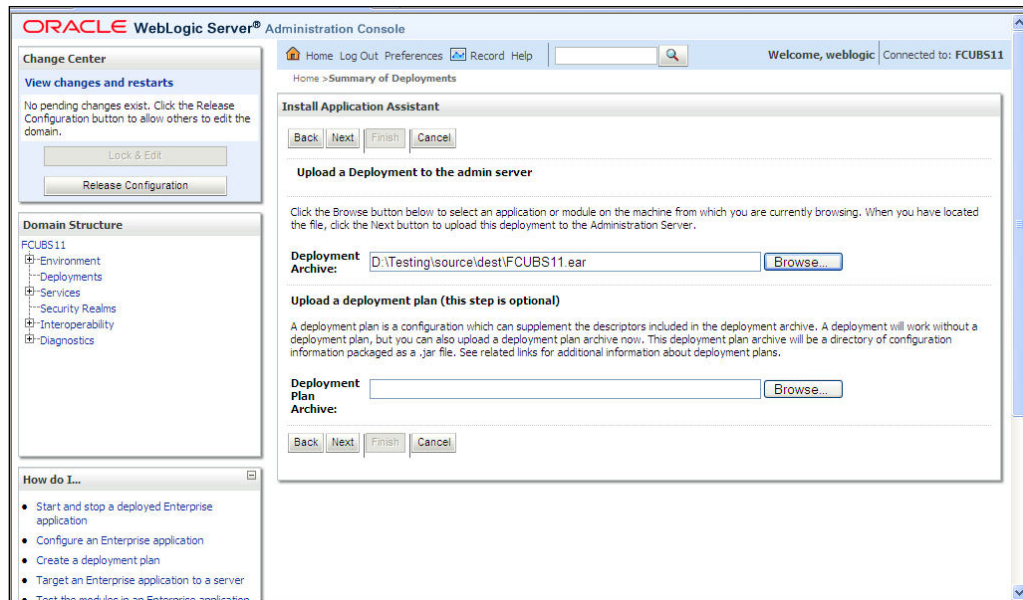 ORACLE WebLogic Server® Administration Console
Change Center
View changes and restarts
No pending changes exist. Click the Release
Configuration button to allow others to edit the
domain.
Lock & Edit
Release Configuration
Domain Structure
FCUBS11
Environment
Deployments
Services
Security Realms
Interoperability
Diagnostics
How do I...
Start and stop a deployed Enterprise
application
Configure an Enterprise application
Create a deployment plan
Target an Enterprise application to a server
Test the modules in an Enterprise application
Home Log Out Preferences Record Help
Welcome, weblogic Connected to: FCUBS11
Home >Summary of Deployments
Install Application Assistant
Back Next Finish Cancel
Upload a Deployment to the admin server
Click the Browse button below to select an application or module on the machine from which you are currently browsing. When you have located
the file, click the Next button to upload this deployment to the Administration Server.
Deployment
Archive:
D:\Testing\source\dest\FCUBS11.ear
Browse...
Upload a deployment plan (this step is optional)
A deployment plan is a configuration which can supplement the descriptors included in the deployment archive. A deployment will work without a
deployment plan, but you can also upload a deployment plan archive now. This deployment plan archive will be a directory of configuration
information packaged as a .jar file. See related links for additional information about deployment plans.
Deployment
Plan
Archive:
Browse...
Back Next Finish Cancel